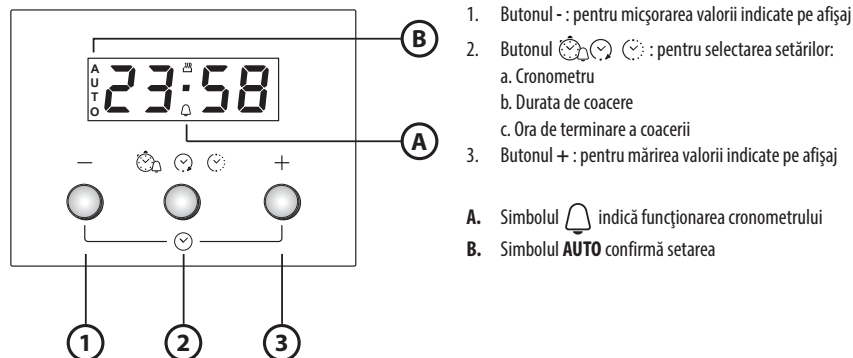 B
AUTO
23:58
A
− +
1 2 3
1. Butonul - : pentru micşorarea valorii indicate pe afişaj
2. Butonul : pentru selectarea setărilor:
a. Cronometru
b. Durata de coacere
c. Ora de terminare a coacerii
3. Butonul + : pentru mărirea valorii indicate pe afişaj
A. Simbolul indică funcţionarea cronometrului
B. Simbolul AUTO confirmă setarea